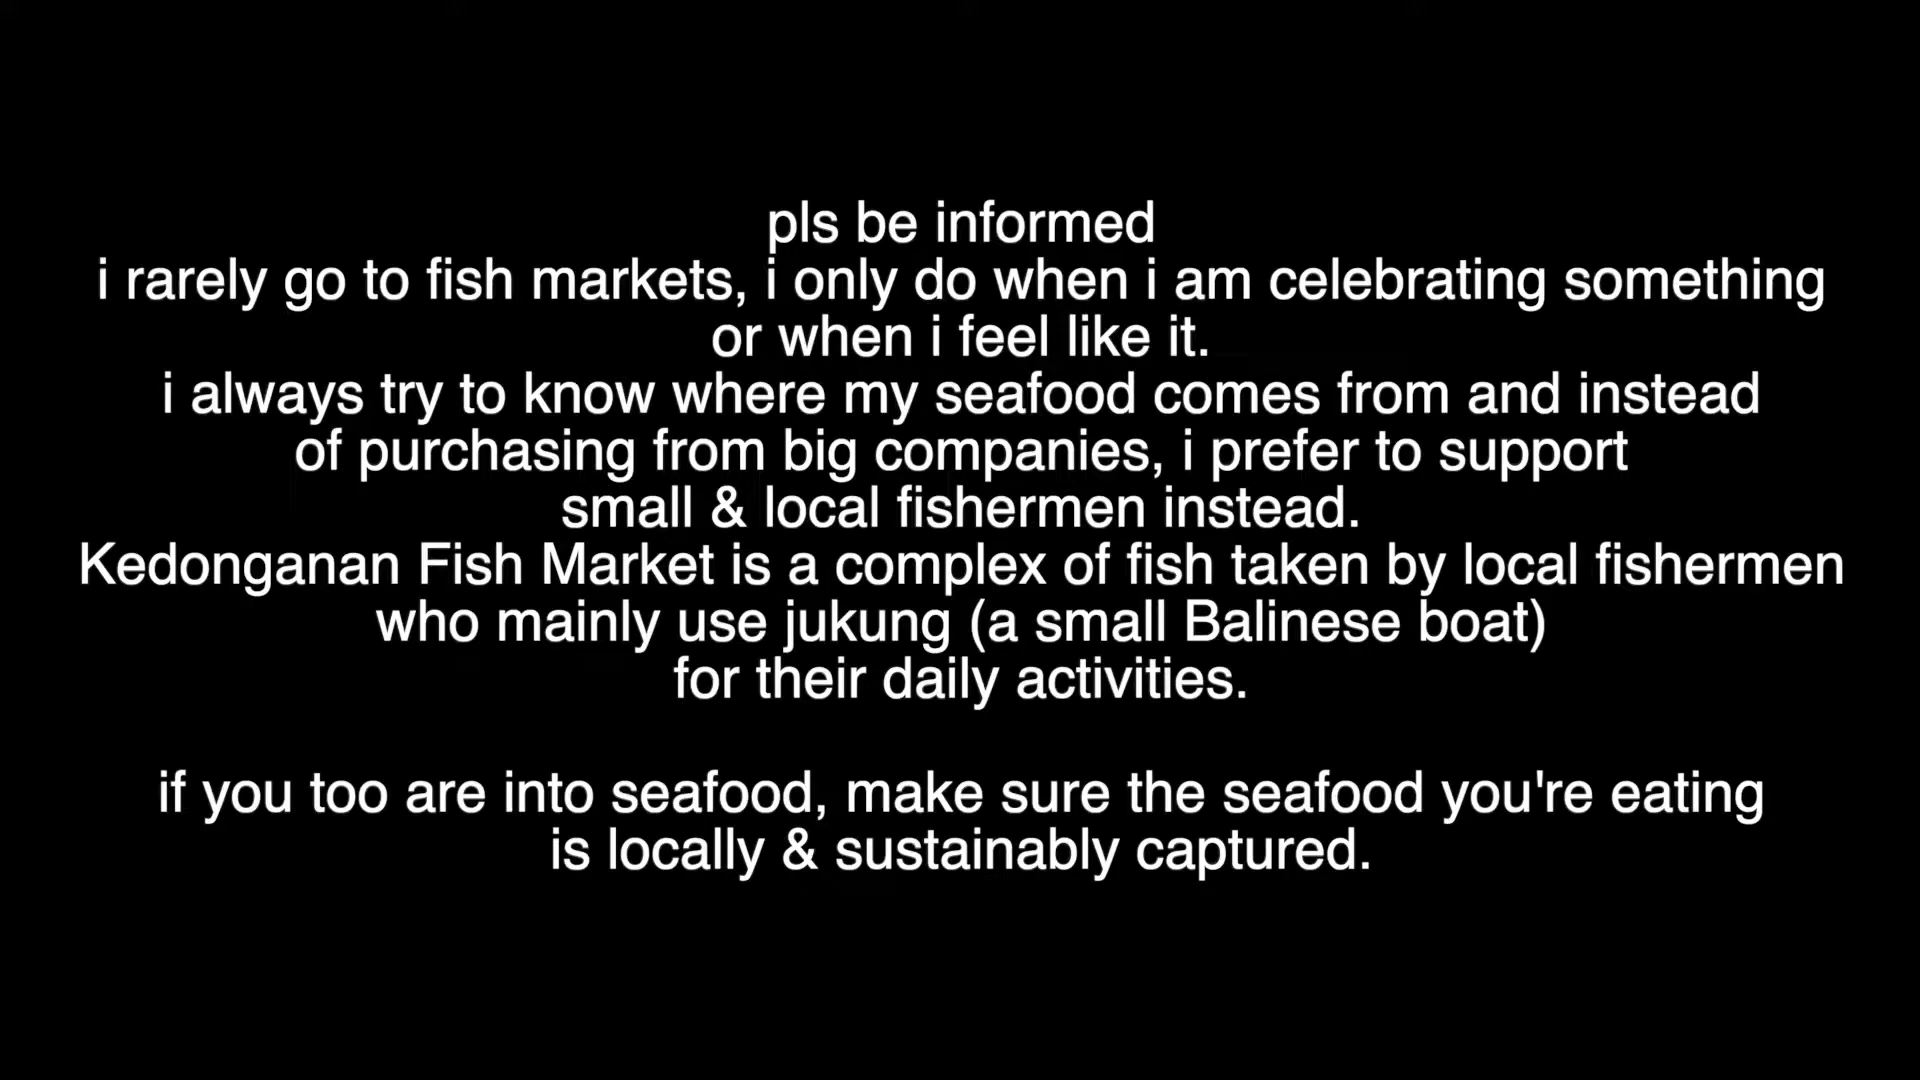 pls be informed
i rarely go to fish markets, i only do when i am celebrating something
or when i feel like it.
i always try to know where my seafood comes from and instead
of purchasing from big companies, i prefer to support
small & local fishermen instead.
Kedonganan Fish Market is a complex of fish taken by local fishermen
who mainly use jukung (a small Balinese boat)
for their daily activities.
if you too are into seafood, make sure the seafood you're eating
is locally & sustainably captured.